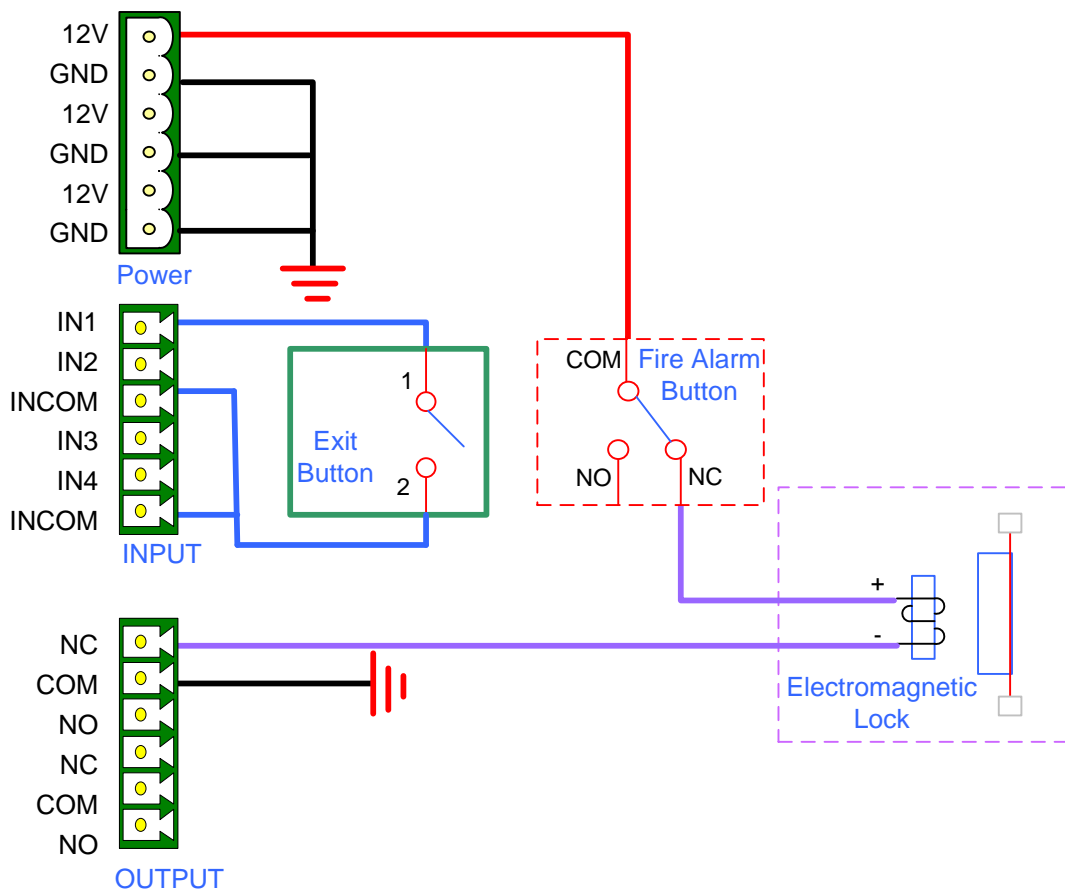 12V
GND
12V
GND
12V
GND
Power
IN1
IN2
INCOM
IN3
IN4
INCOM
INPUT
1
Exit
Button
2
COM
Fire Alarm
Button
NO
NC
+
-
Electromagnetic
Lock
NC
COM
NO
NC
COM
NO
OUTPUT